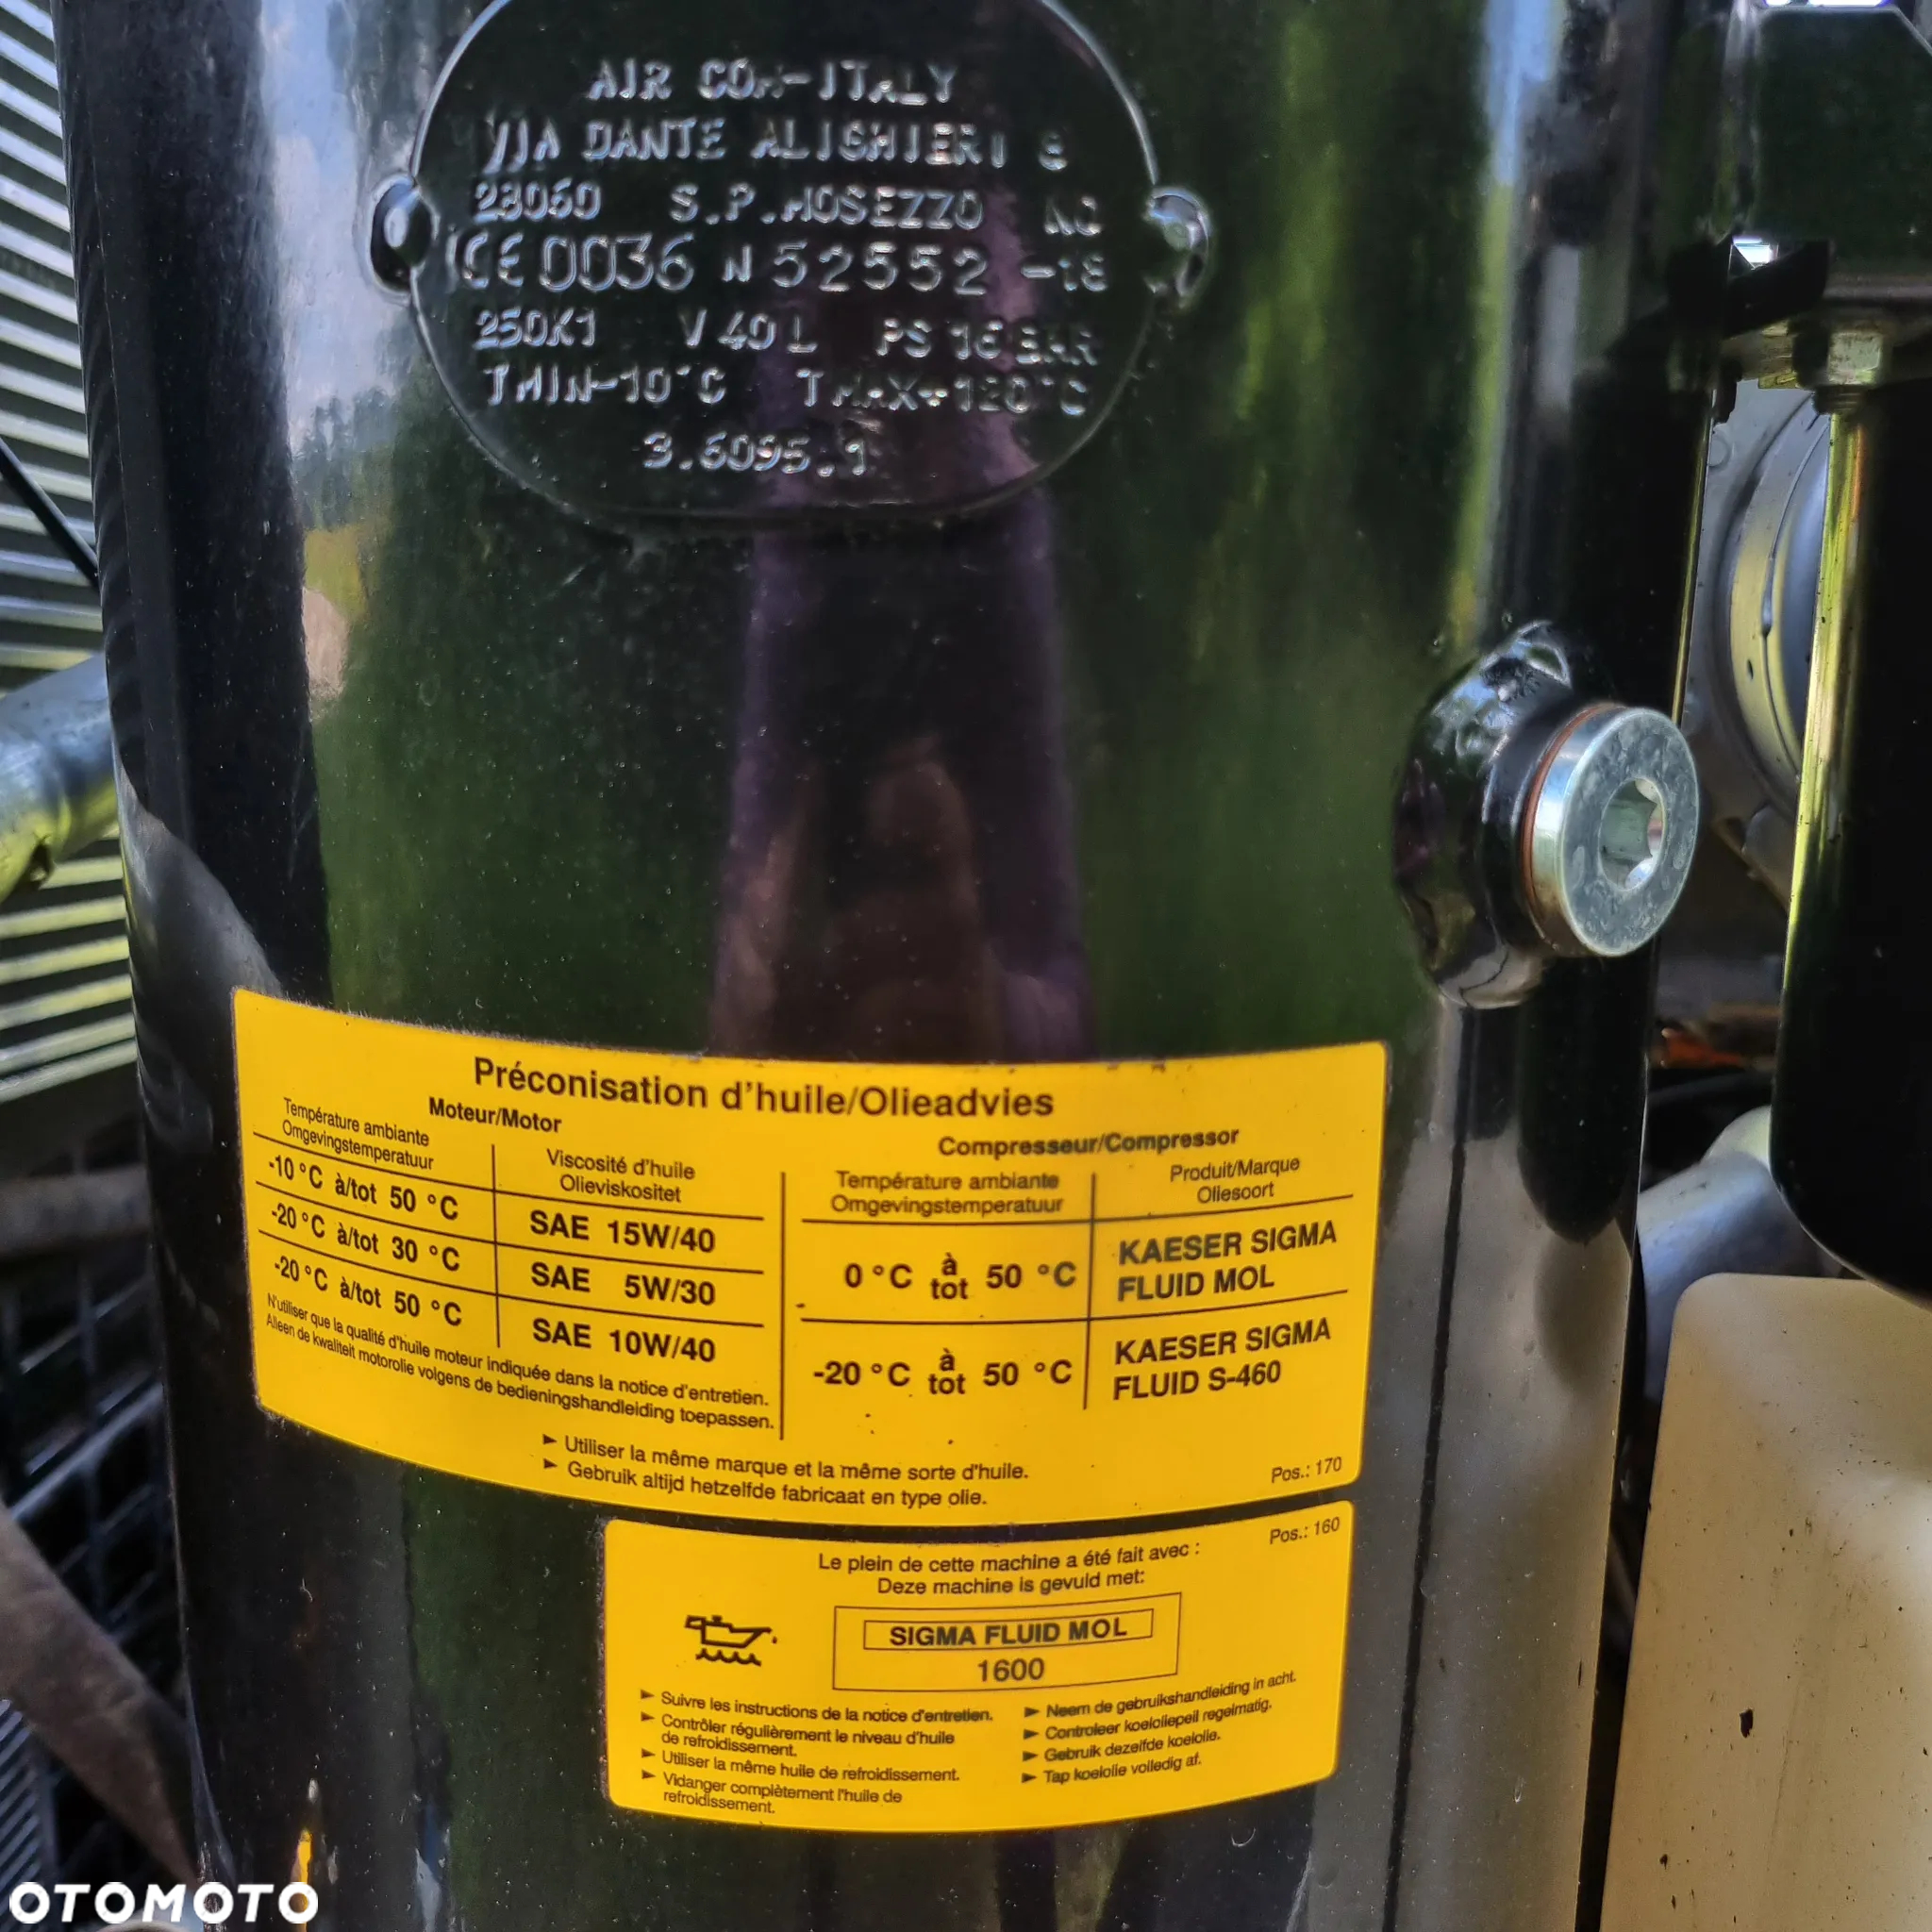 AIR COM-ITALY
VIA DANTE ALIGHIERI 8
28060 S.P.MOSEZZO NO
CE 0036 N 52552 -18
250X1 V 40 L PS 16 BAR
TMIN-10°C TMAX+120°C
3.6095.1
Préconisation d'huile/Olieadvies
Moteur/Motor
Température ambiante
Omgevingstemperatuur
Viscosité d'huile
Olieviskositet
-10 °C à/tot 50 °C
SAE 15W/40
-20 °C à/tot 30 °C
SAE 5W/30
-20 °C à/tot 50 °C
SAE 10W/40
N'utiliser que la qualité d'huile moteur indiquée dans la notice d'entretien.
Alleen de kwaliteit motorolie volgens de bedieningshandleiding toepassen.
Compresseur/Compressor
Température ambiante
Omgevingstemperatuur
Produit/Marque
Oliesoort
0 °C à tot 50 °C
KAESER SIGMA
FLUID MOL
-20 °C à tot 50 °C
KAESER SIGMA
FLUID S-460
► Utiliser la même marque et la même sorte d'huile.
► Gebruik altijd hetzelfde fabricaat en type olie.
Pos.: 170
Pos.: 160
Le plein de cette machine a été fait avec :
Deze machine is gevuld met:
SIGMA FLUID MOL
1600
► Suivre les instructions de la notice d'entretien.
► Contrôler régulièrement le niveau d'huile
de refroidissement.
► Utiliser la même huile de refroidissement.
► Vidanger complètement l'huile de
refroidissement.
► Neem de gebruikshandleiding in acht.
► Controleer koeloliepeil regelmatig.
► Gebruik dezelfde koelolie.
► Tap koelolie volledig af.
OTOMOTO